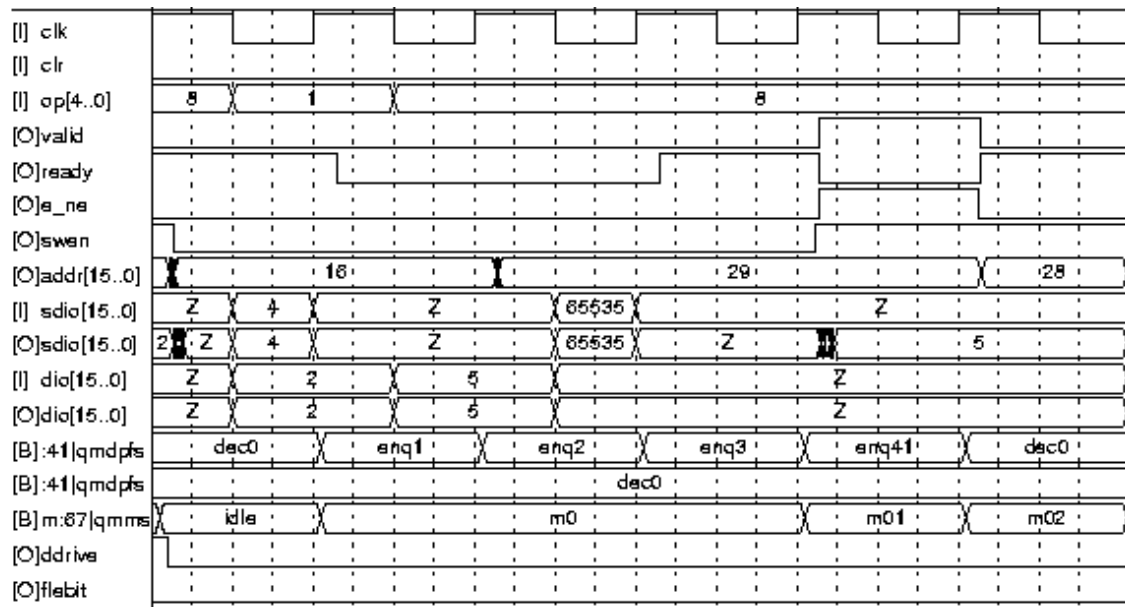 [I] clk
[I] clr
[I] op[4..0] 8 1 8
[O]valid
[O]ready
[O]e_ne
[O]swen
[O]addr[15..0] 16 29 28
[I] sdio[15..0] Z 4 Z 65535 Z
[O]sdio[15..0] 2 Z 4 Z 65535 Z 5
[I] dio[15..0] Z 2 5 Z
[O]dio[15..0] Z 2 5 Z
[B]:41|qmdpfs dec0 enq1 enq2 enq3 enq41 dec0
[B]:41|qmdpfs dec0
[B]m:67|qmms idle m0 m01 m02
[O]ddrive
[O]flebit